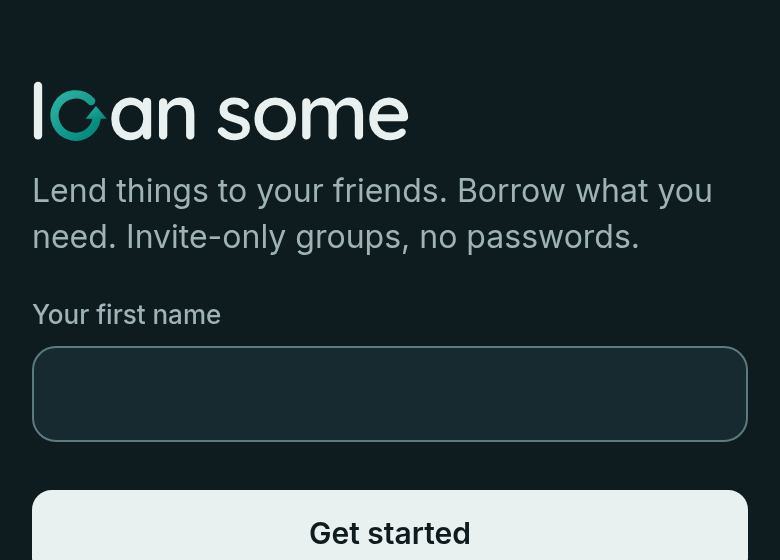 loan some
Lend things to your friends. Borrow what you
need. Invite-only groups, no passwords.
Your first name
Get started